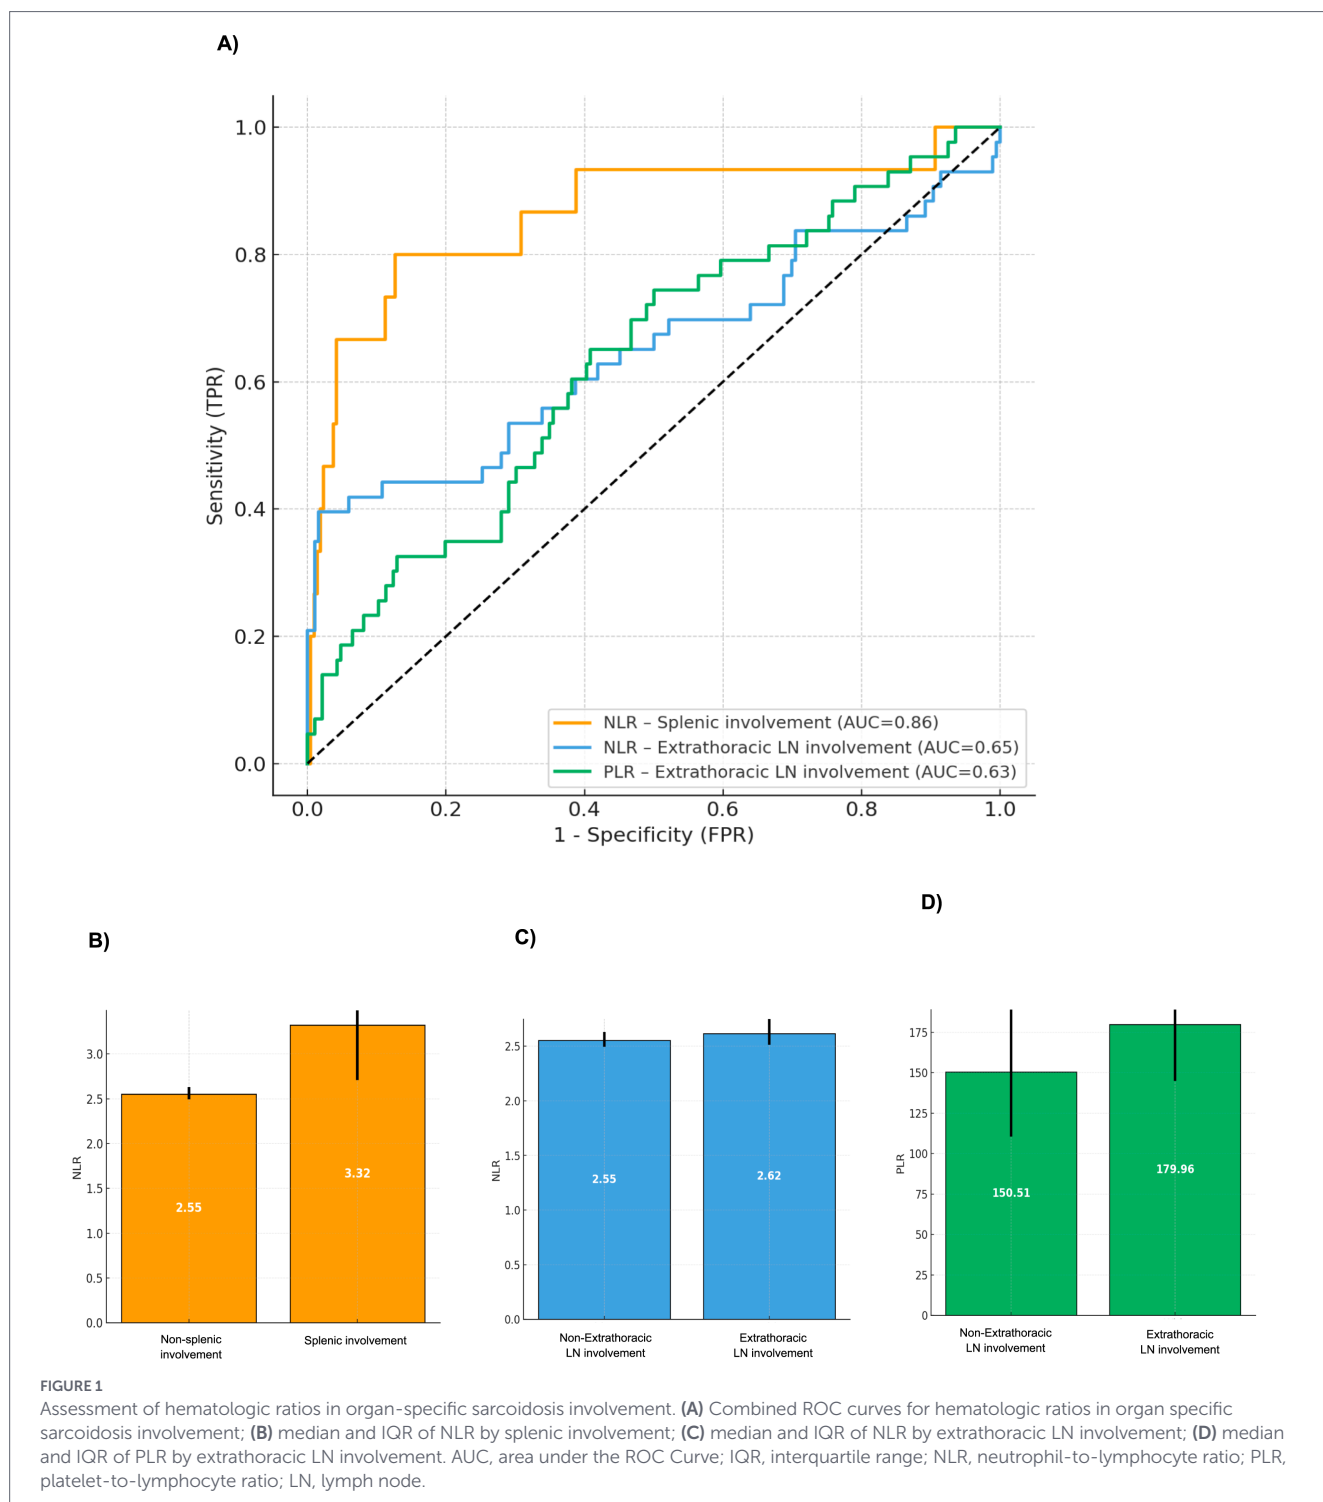 A)
1.0
0.8
0.6
0.4
0.2
0.0
Sensitivity (TPR)
NLR – Splenic involvement (AUC=0.86)
NLR – Extrathoracic LN involvement (AUC=0.65)
PLR – Extrathoracic LN involvement (AUC=0.63)
0.0 0.2 0.4 0.6 0.8 1.0
1 - Specificity (FPR)
B)
3.0
2.5
2.0
1.5
1.0
0.5
0.0
NLR
2.55
3.32
Non-splenic
involvement
Splenic involvement
C)
2.5
2.0
1.5
1.0
0.5
0.0
NLR
2.55
2.62
Non-Extrathoracic
LN involvement
Extrathoracic
LN involvement
D)
175
150
125
100
75
50
25
0
PLR
150.51
179.96
Non-Extrathoracic
LN involvement
Extrathoracic
LN involvement
FIGURE 1
Assessment of hematologic ratios in organ-specific sarcoidosis involvement. (A) Combined ROC curves for hematologic ratios in organ specific
sarcoidosis involvement; (B) median and IQR of NLR by splenic involvement; (C) median and IQR of NLR by extrathoracic LN involvement; (D) median
and IQR of PLR by extrathoracic LN involvement. AUC, area under the ROC Curve; IQR, interquartile range; NLR, neutrophil-to-lymphocyte ratio; PLR,
platelet-to-lymphocyte ratio; LN, lymph node.